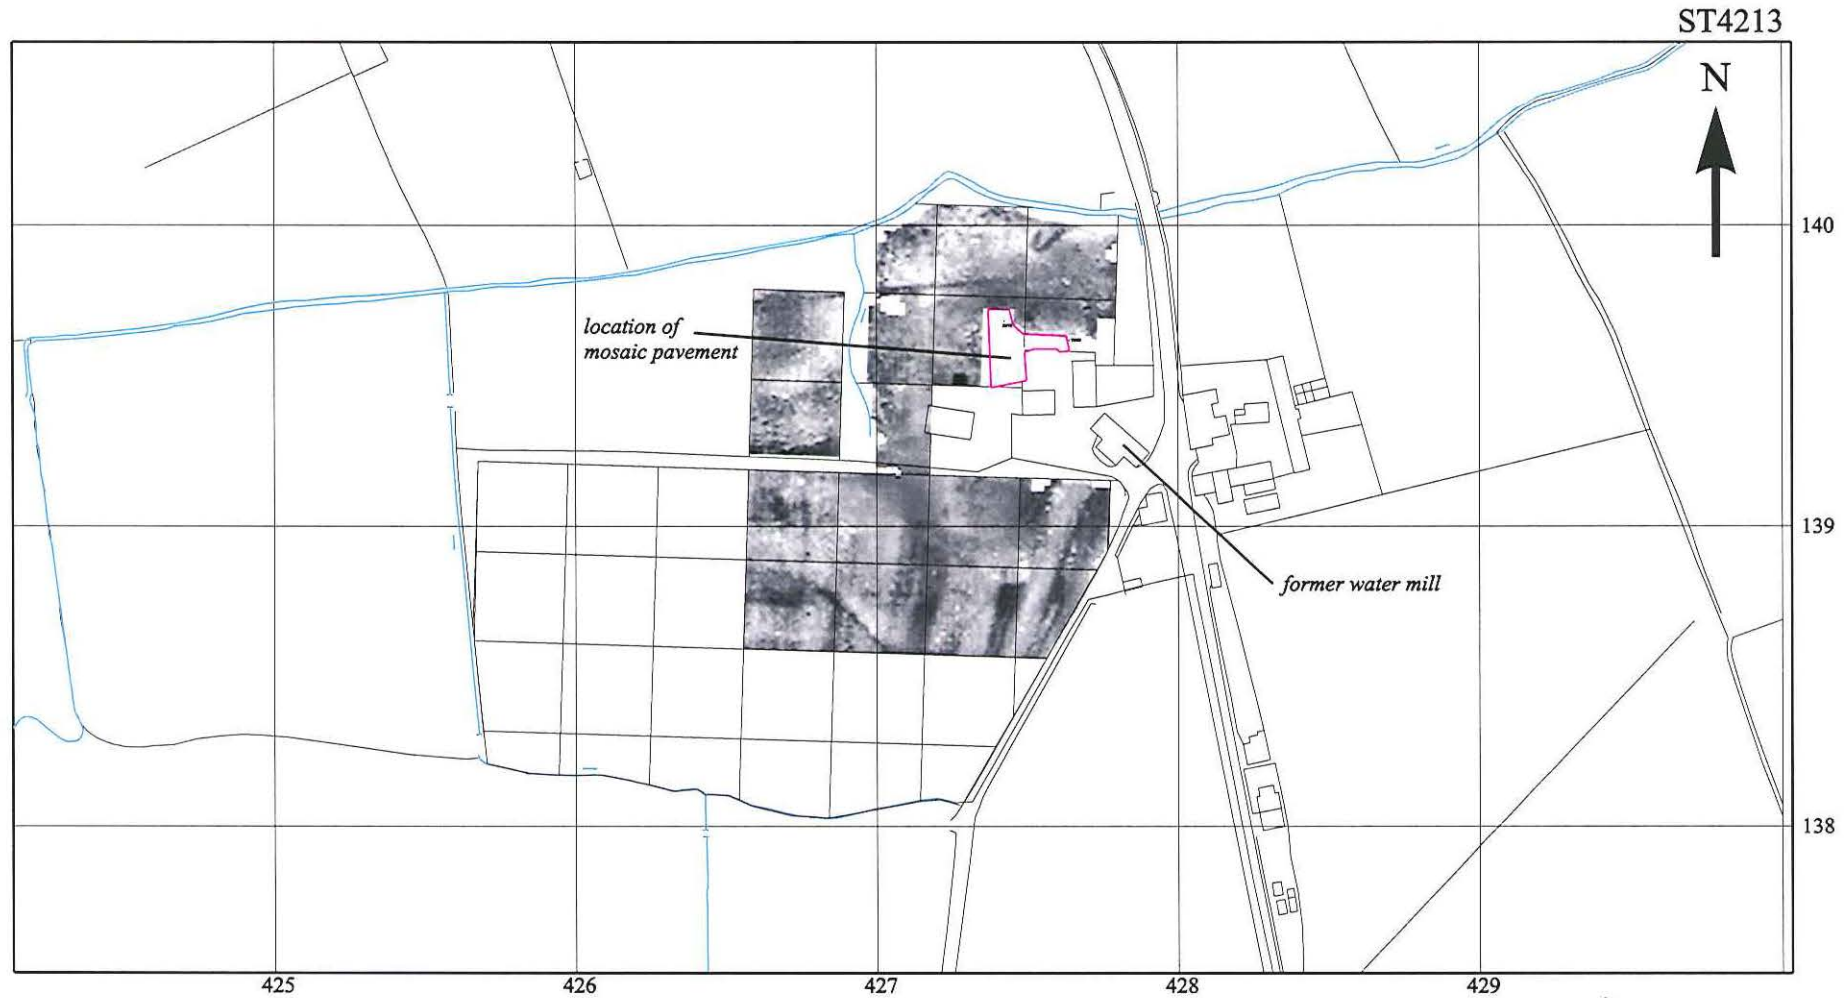 ST4213
N
140
location of
mosaic pavement
139
former water mill
138
425
426
427
428
429